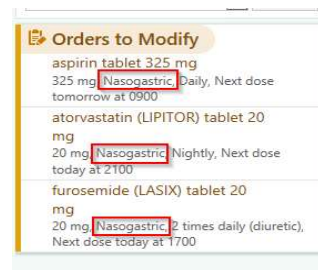 Orders to Modify
aspirin tablet 325 mg
325 mg, Nasogastric, Daily, Next dose
tomorrow at 0900
atorvastatin (LIPITOR) tablet 20
mg
20 mg, Nasogastric, Nightly, Next dose
today at 2100
furosemide (LASIX) tablet 20
mg
20 mg, Nasogastric, 2 times daily (diuretic),
Next dose today at 1700